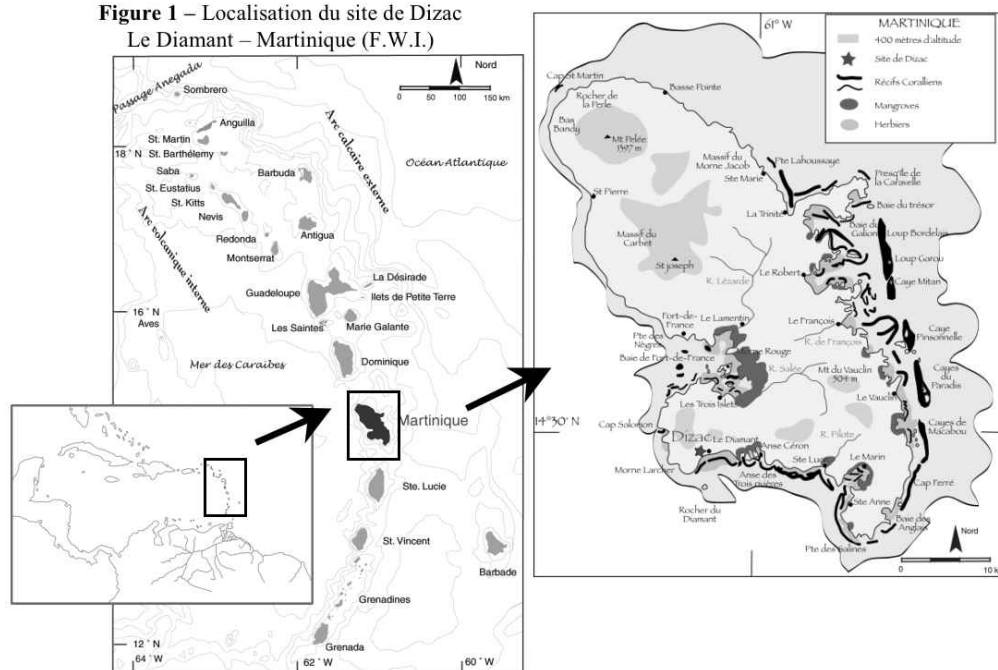 Figure 1 – Localisation du site de Dizac
Le Diamant – Martinique (F.W.I.)
Nord
0 50 100 150 km
Passage Anegada
Sombrero
Anguilla
St. Martin
18° N
St. Barthélemy
Saba
Barbuda
St. Eustatius
St. Kitts
Nevis
Antigua
Redonda
Montserrat
Arc calcaire externe
Océan Atlantique
Arc volcanique interne
La Désirade
Guadeloupe
Ilets de Petite Terre
16° N
Les Saintes
Marie Galante
Aves
Dominique
Mer des Caraïbes
Martinique
Ste. Lucie
St. Vincent
Barbade
Grenadines
Grenada
12° N
64° W
62° W
60° W
61° W
MARTINIQUE
400 mètres d'altitude
Site de Dizac
Récifs Coralliens
Mangroves
Herbiers
Cap St Martin
Basse Pointe
Rocher de
la Perle
Bas
Bandy
Mt Pelée
1397 m
Massif du
Morne Jacob
Pte Lahoussaye
Ste Marie
Presq'île de
la Caravelle
St Pierre
La Trinité
Baie du trésor
Baie du
Galion
Loup Bordelais
Massif du
Carbet
Loup Garou
St Joseph
Le Robert
Caye Mitan
R. Lézarde
Fort-de-
France
Le Lamentin
Le François
Caye
Pinsonnelle
Pte des
Nègres
R. de François
Baie de Fort-de-France
Morne Rouge
R. Salée
Mt du Vauclin
504 m
Cayes du
Paradis
Les Trois Islets
Le Vauclin
14°30' N
Cap Salomon
Cayes de
Macabou
Dizac
Le Diamant
Anse Céron
R. Pilote
Ste Luce
Le Marin
Morne Larcher
Anse des
Trois rivières
Cap Ferré
Ste Anne
Rocher du
Diamant
Baie des
Anglais
Pte des Salines
Nord
0 10 k